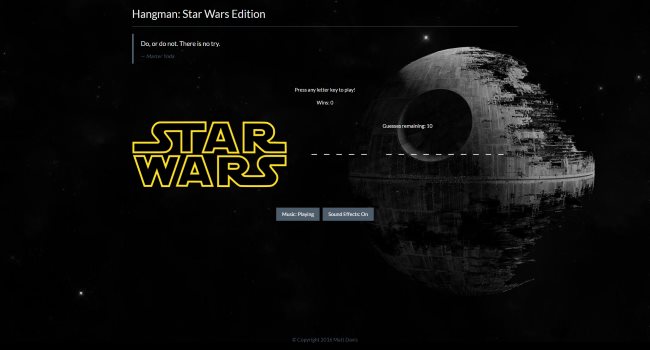 Hangman: Star Wars Edition
Do, or do not. There is no try.
— Master Yoda
Press any letter key to play!
Wins: 0
Guesses remaining: 10
STAR
WARS
Music: Playing
Sound Effects: On
© Copyright 2016 Matt Davis